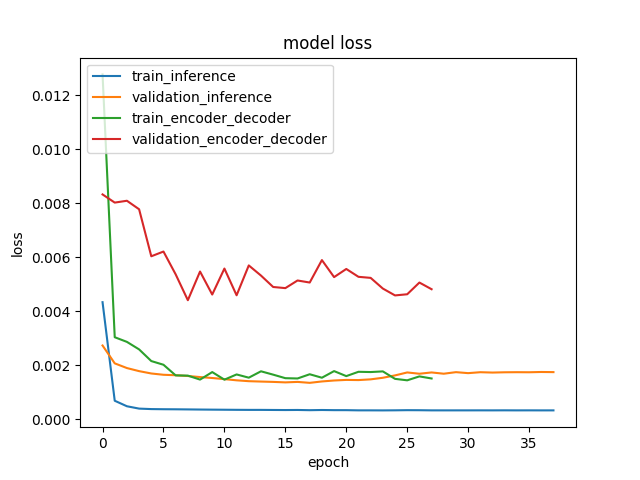 model loss
train_inference
validation_inference
train_encoder_decoder
validation_encoder_decoder
0.012
0.010
0.008
0.006
0.004
0.002
0.000
loss
0 5 10 15 20 25 30 35
epoch